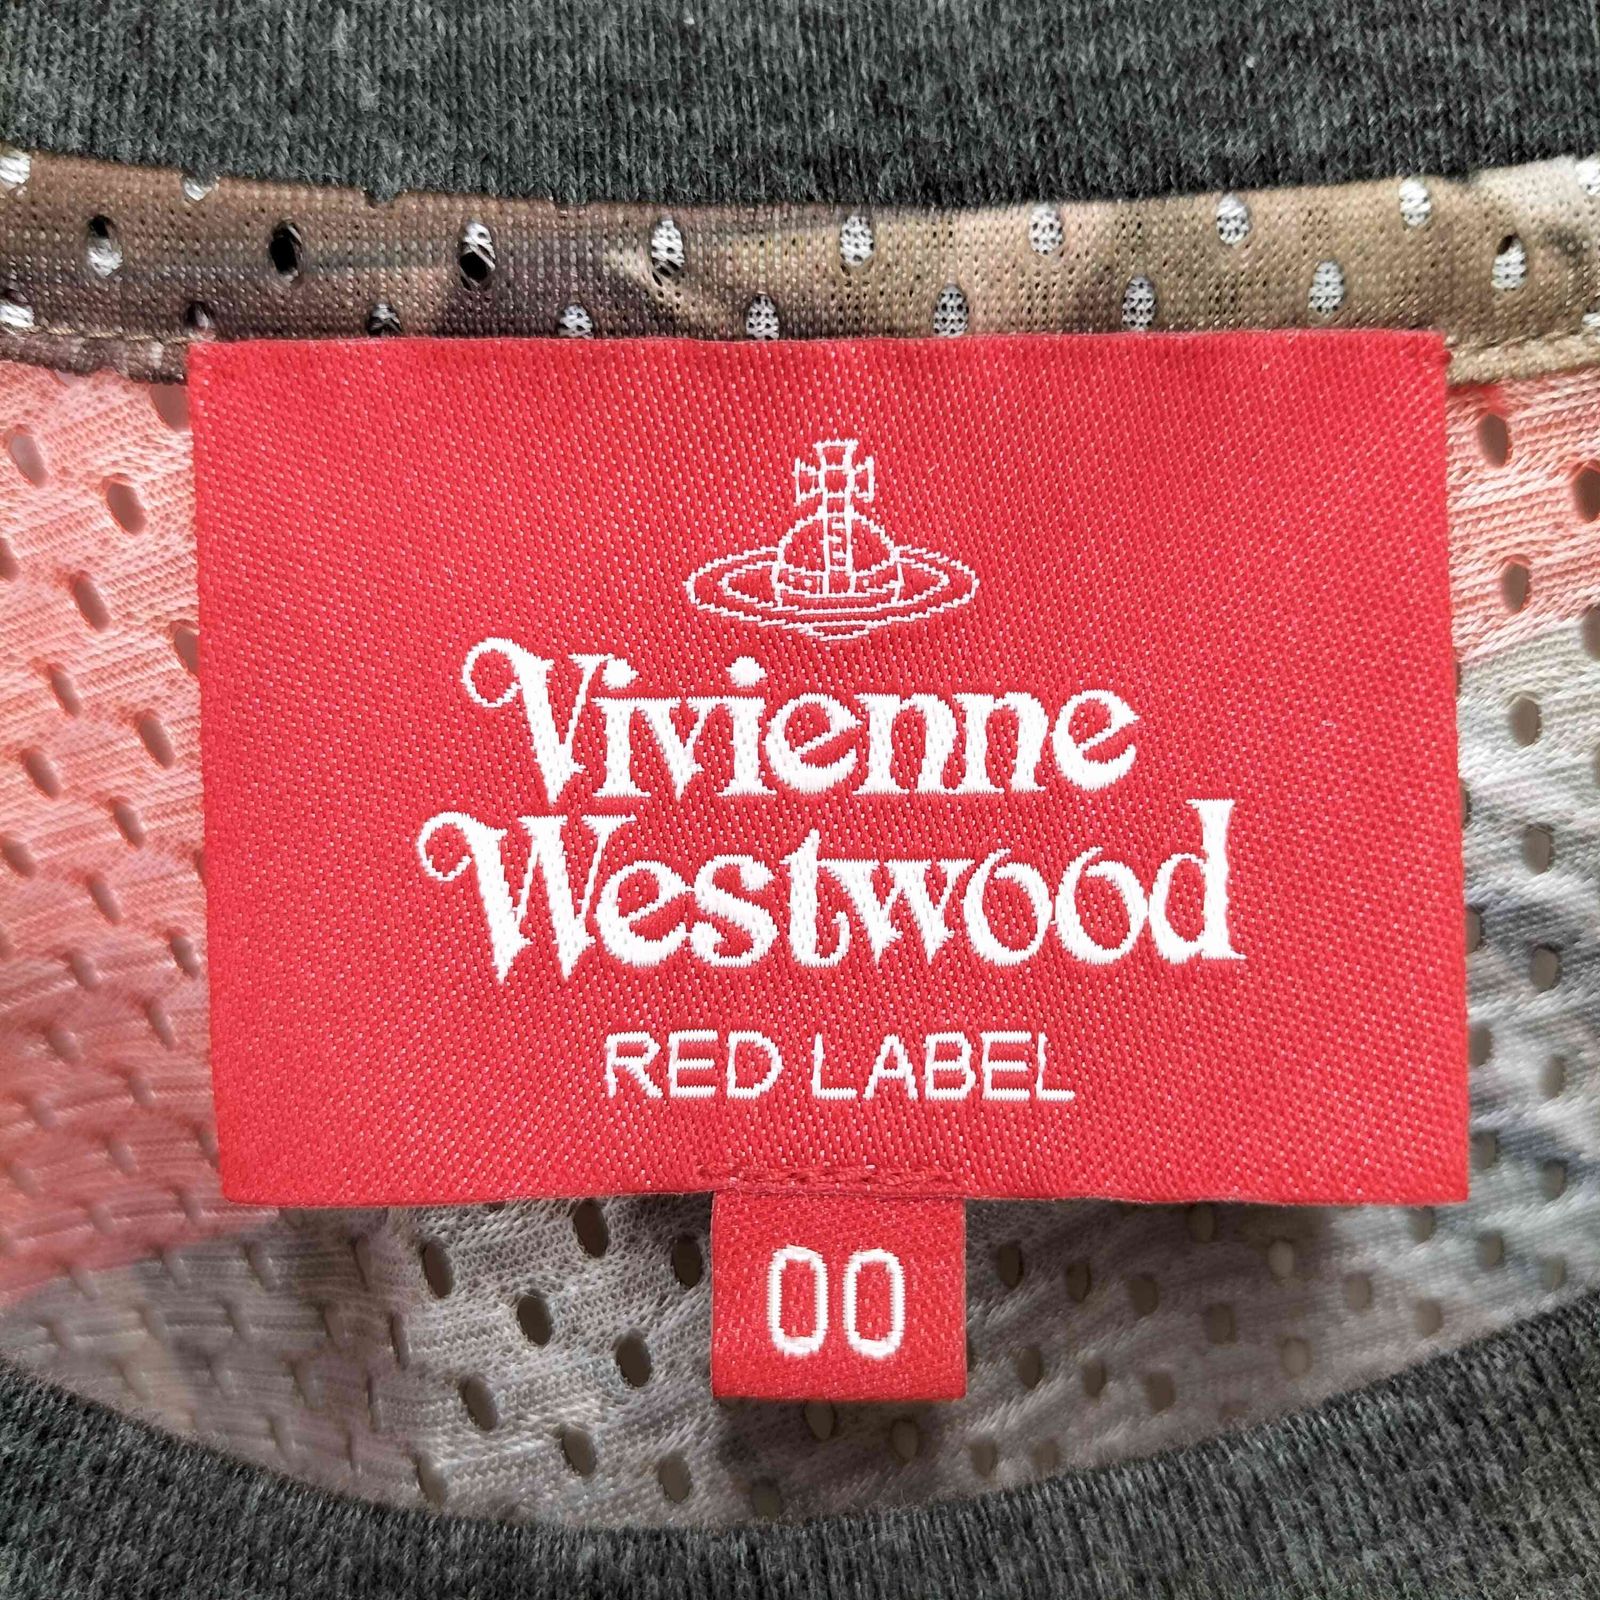 Vivienne
Westwood
RED LABEL
00